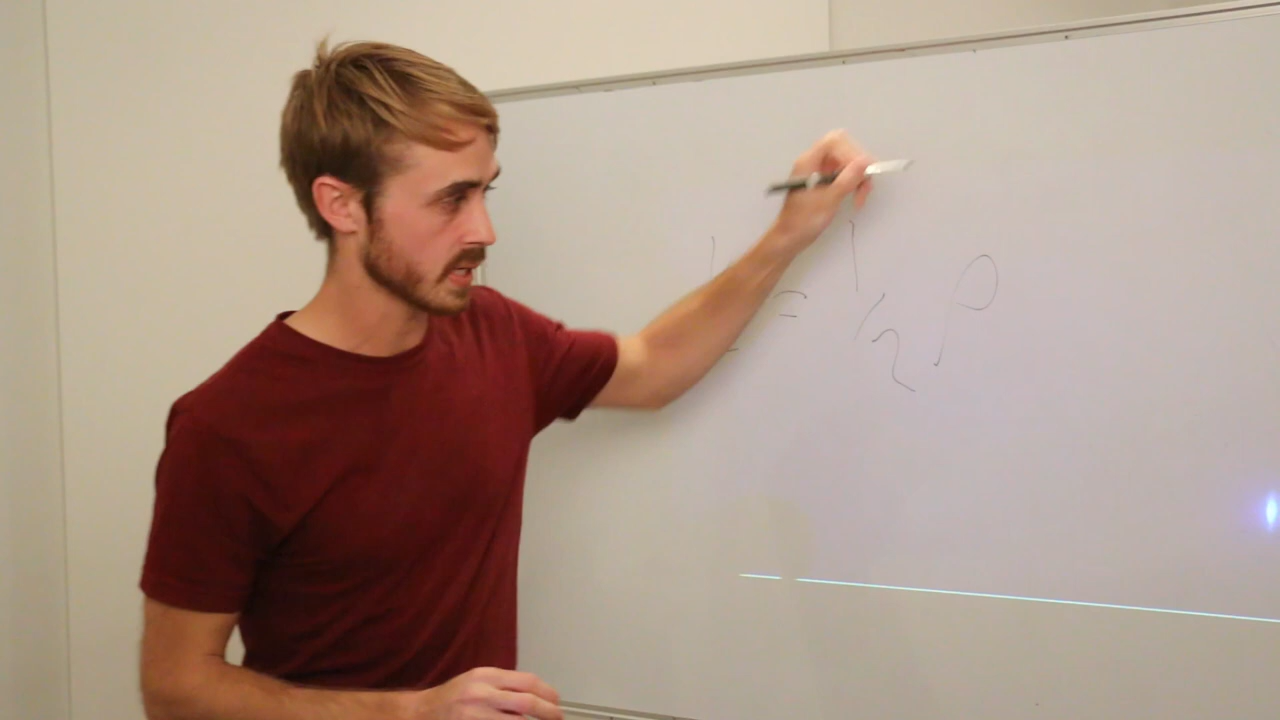 = 1/2 ρ